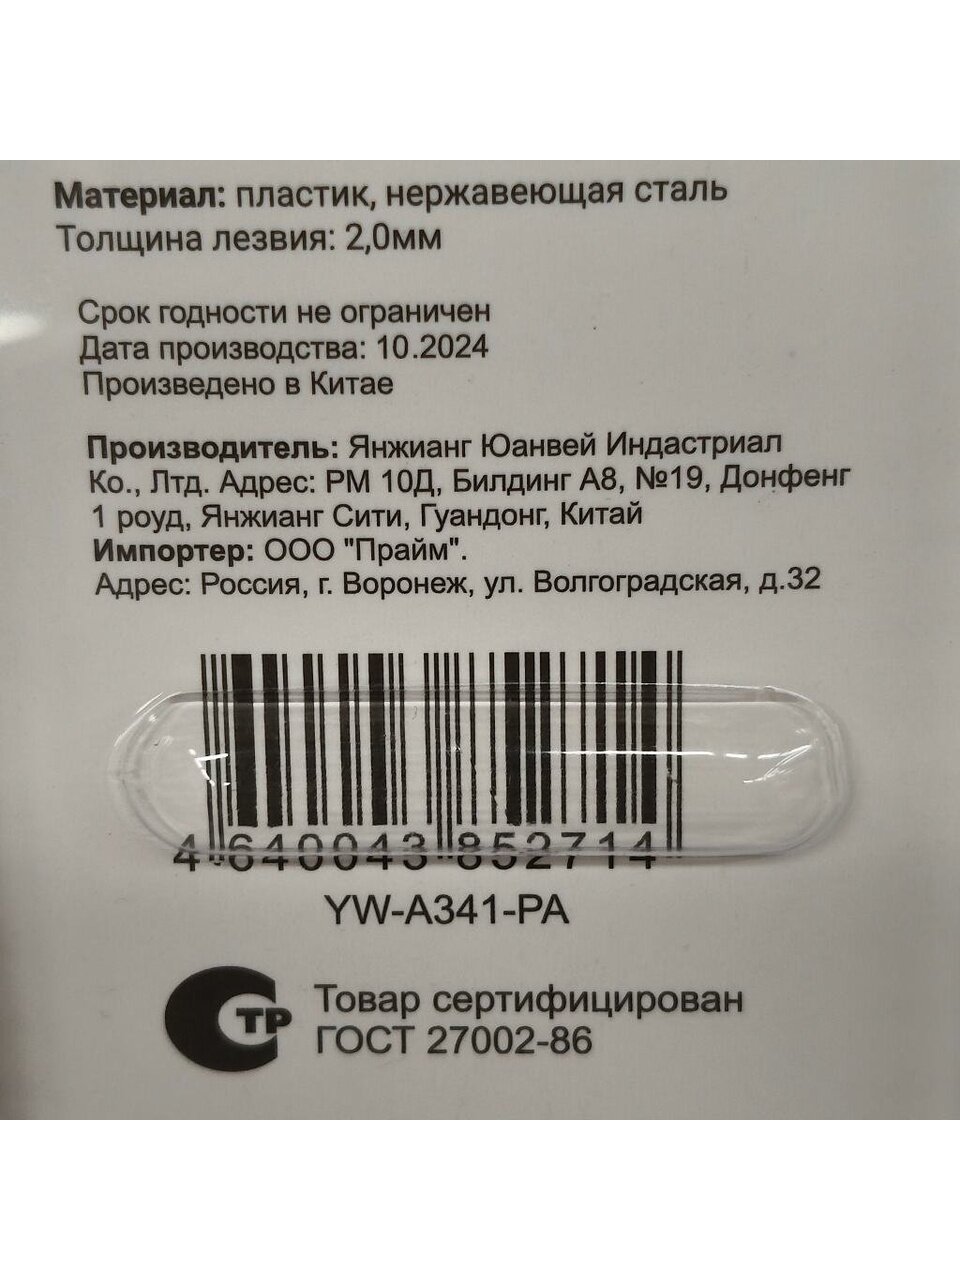 Материал: пластик, нержавеющая сталь
Толщина лезвия: 2,0мм
Срок годности не ограничен
Дата производства: 10.2024
Произведено в Китае
Производитель: Янжианг Юанвей Индастриал
Ко., Лтд. Адрес: РМ 10Д, Билдинг А8, №19, Донфенг
1 роуд, Янжианг Сити, Гуандонг, Китай
Импортер: ООО "Прайм".
Адрес: Россия, г. Воронеж, ул. Волгоградская, д.32
4 640043 852714
YW-A341-PA
СТР
Товар сертифицирован
ГОСТ 27002-86